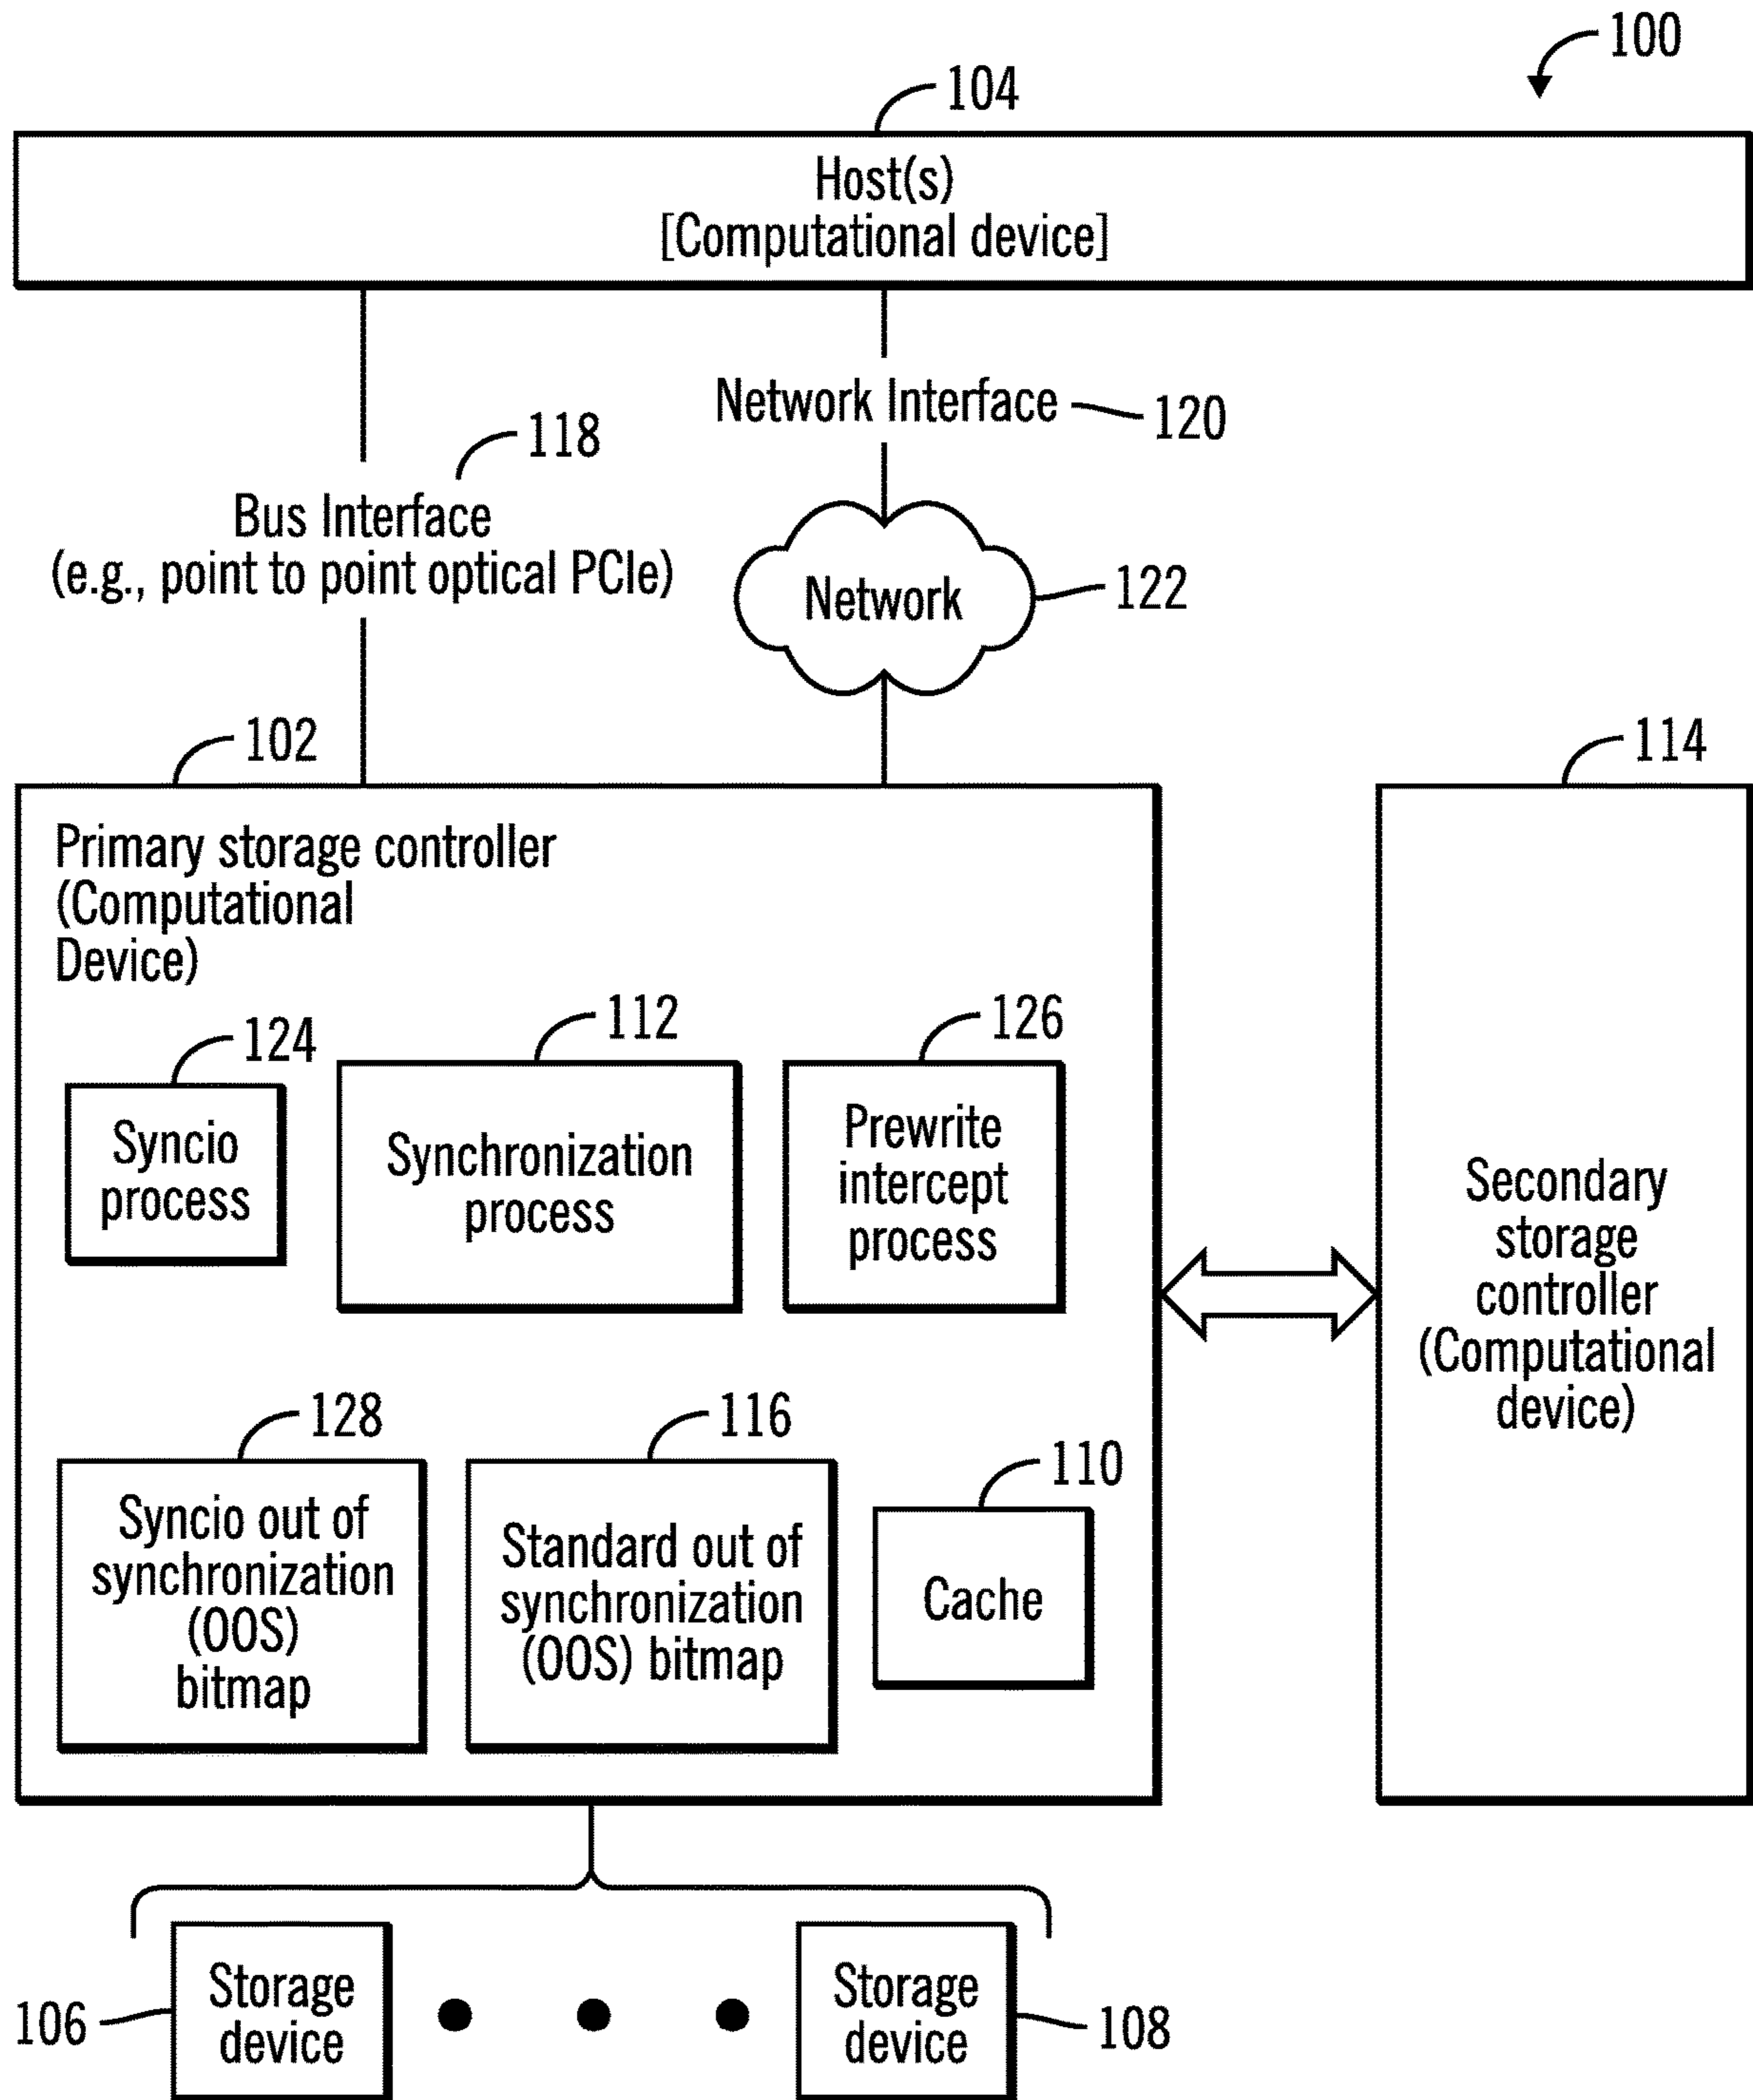 100
104
Host(s)
[Computational device]
Network Interface
120
118
Bus Interface
(e.g., point to point optical PCIe)
Network
122
102
114
Primary storage controller
(Computational
Device)
124
112
126
Syncio
process
Synchronization
process
Prewrite
intercept
process
Secondary
storage
controller
(Computational
device)
128
116
110
Syncio out of
synchronization
(OOS)
bitmap
Standard out of
synchronization
(OOS) bitmap
Cache
106
Storage
device
Storage
device
108